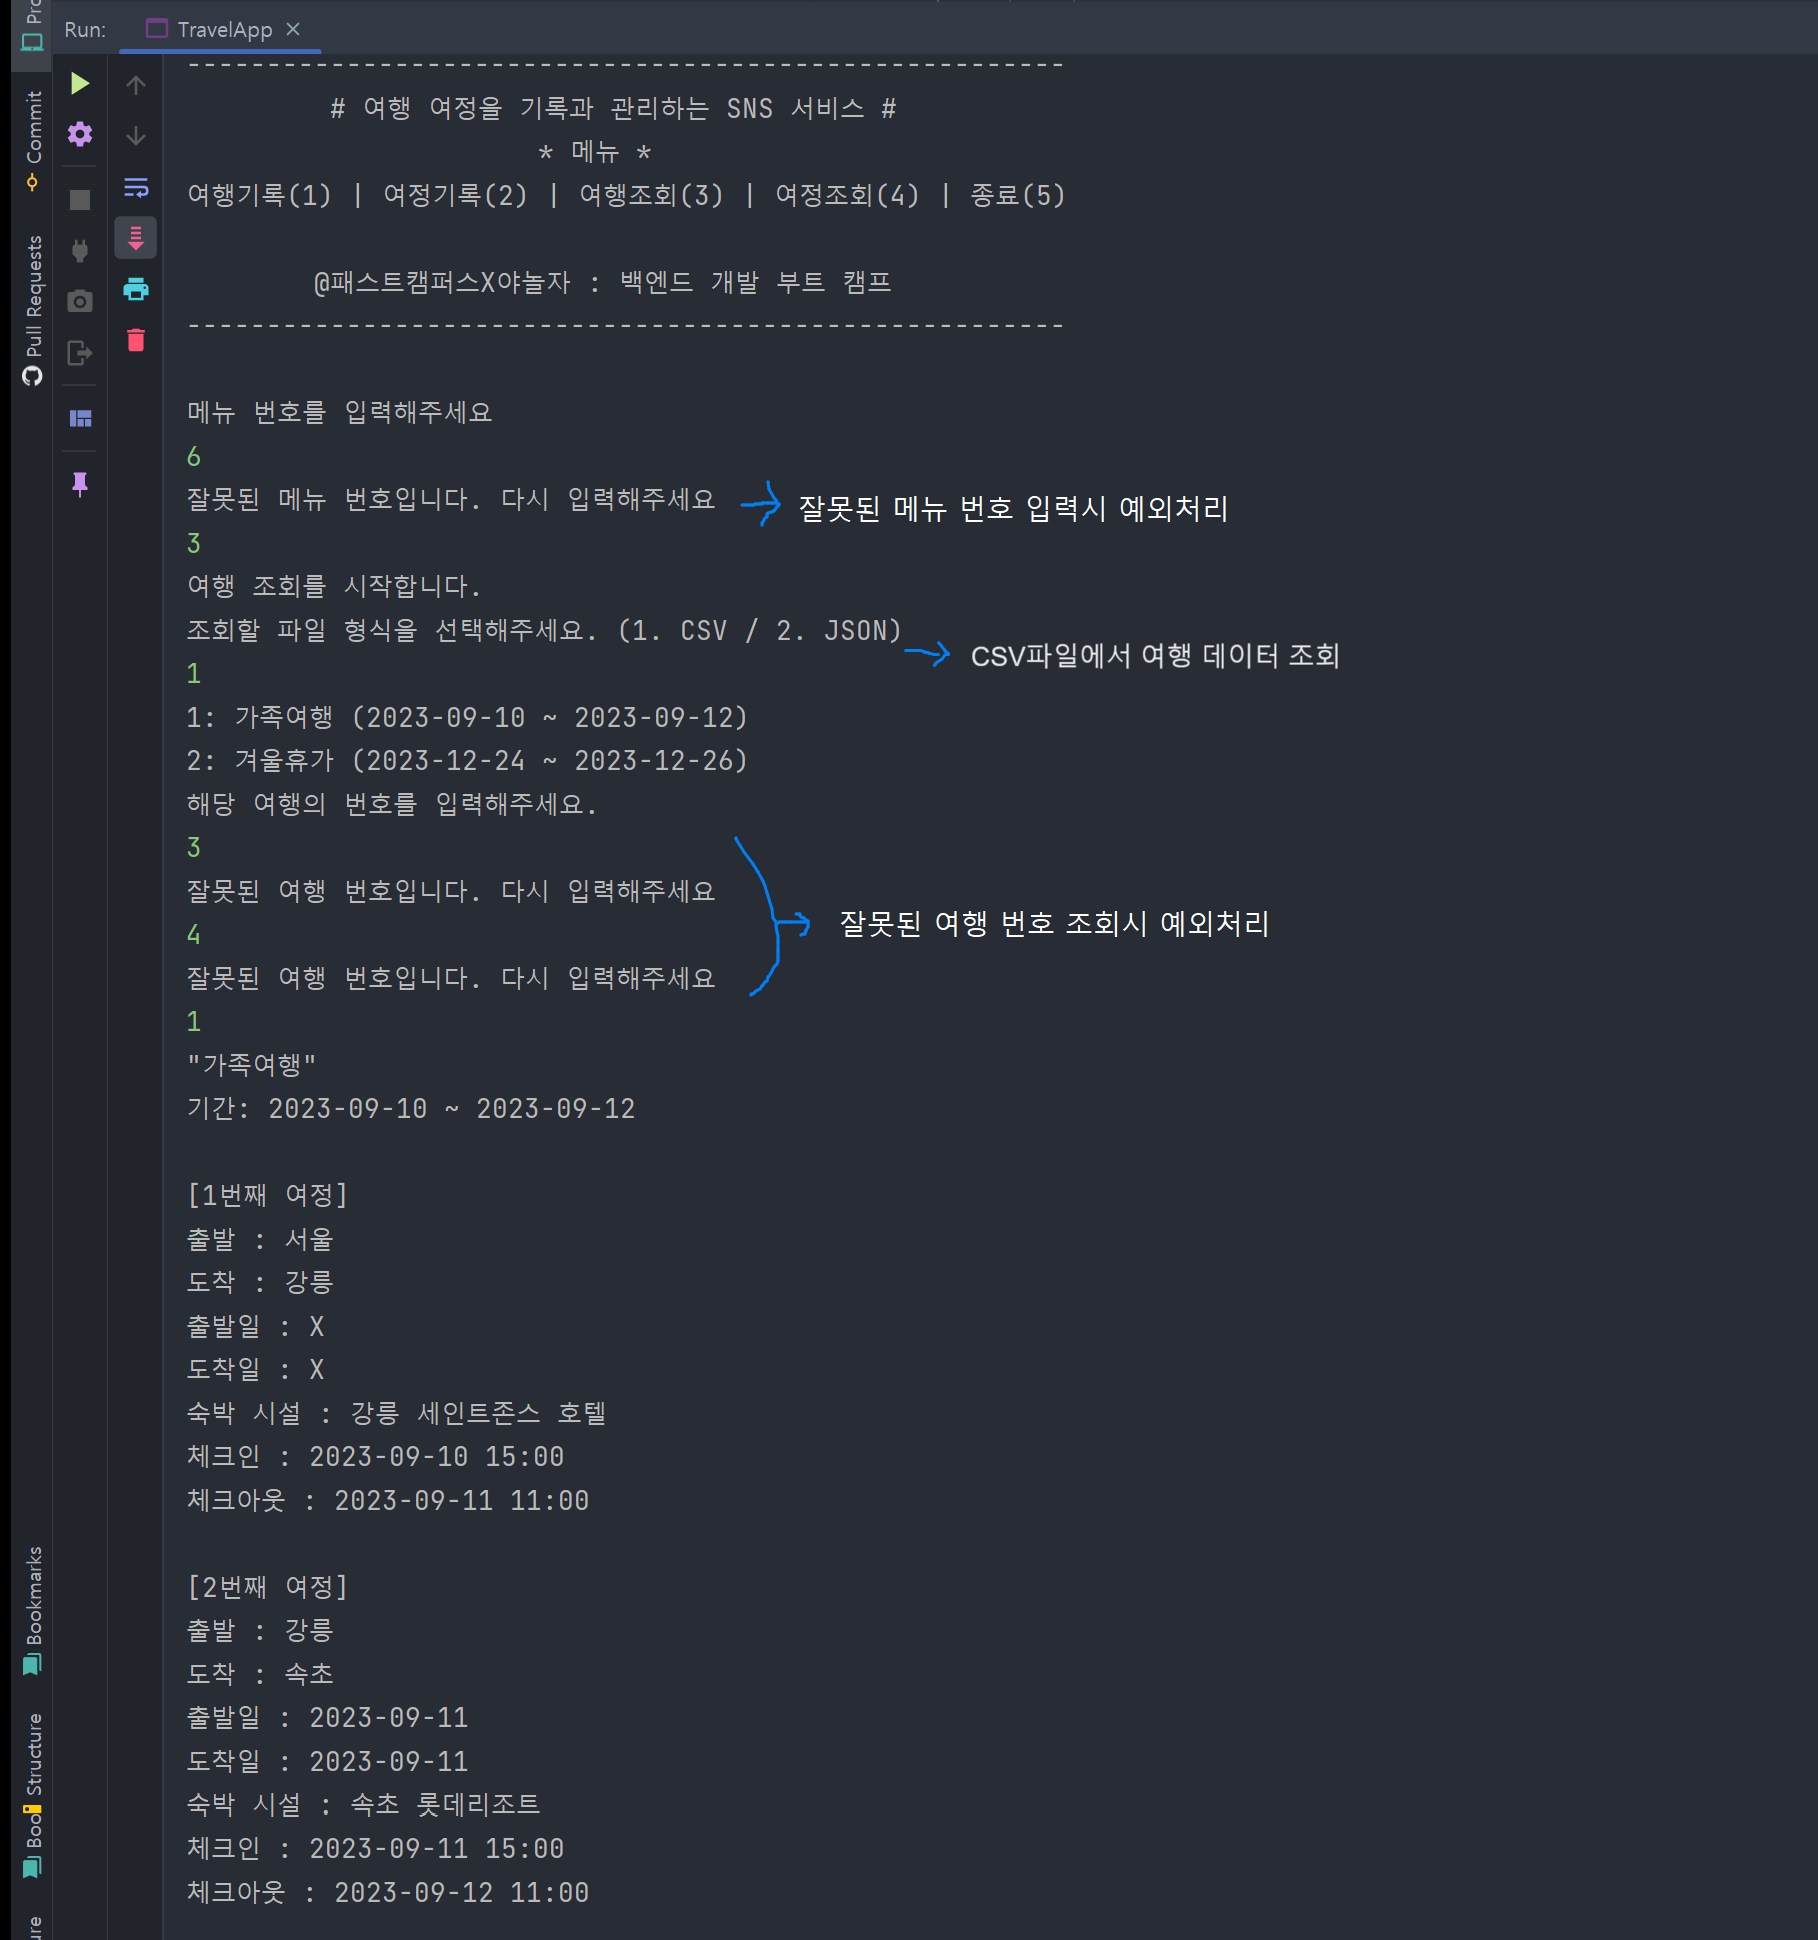 Run: TravelApp
-------------------------------------------------------
# 여행 여정을 기록과 관리하는 SNS 서비스 #
* 메뉴 *
여행기록(1) | 여정기록(2) | 여행조회(3) | 여정조회(4) | 종료(5)
@패스트캠퍼스X야놀자 : 백엔드 개발 부트 캠프
-------------------------------------------------------
메뉴 번호를 입력해주세요
6
잘못된 메뉴 번호입니다. 다시 입력해주세요
잘못된 메뉴 번호 입력시 예외처리
3
여행 조회를 시작합니다.
조회할 파일 형식을 선택해주세요. (1. CSV / 2. JSON)
CSV파일에서 여행 데이터 조회
1
1: 가족여행 (2023-09-10 ~ 2023-09-12)
2: 겨울휴가 (2023-12-24 ~ 2023-12-26)
해당 여행의 번호를 입력해주세요.
3
잘못된 여행 번호입니다. 다시 입력해주세요
4
잘못된 여행 번호 조회시 예외처리
잘못된 여행 번호입니다. 다시 입력해주세요
1
"가족여행"
기간: 2023-09-10 ~ 2023-09-12
[1번째 여정]
출발 : 서울
도착 : 강릉
출발일 : X
도착일 : X
숙박 시설 : 강릉 세인트존스 호텔
체크인 : 2023-09-10 15:00
체크아웃 : 2023-09-11 11:00
[2번째 여정]
출발 : 강릉
도착 : 속초
출발일 : 2023-09-11
도착일 : 2023-09-11
숙박 시설 : 속초 롯데리조트
체크인 : 2023-09-11 15:00
체크아웃 : 2023-09-12 11:00
Pro
Commit
Pull Requests
Bookmarks
Structure
Boo
ure